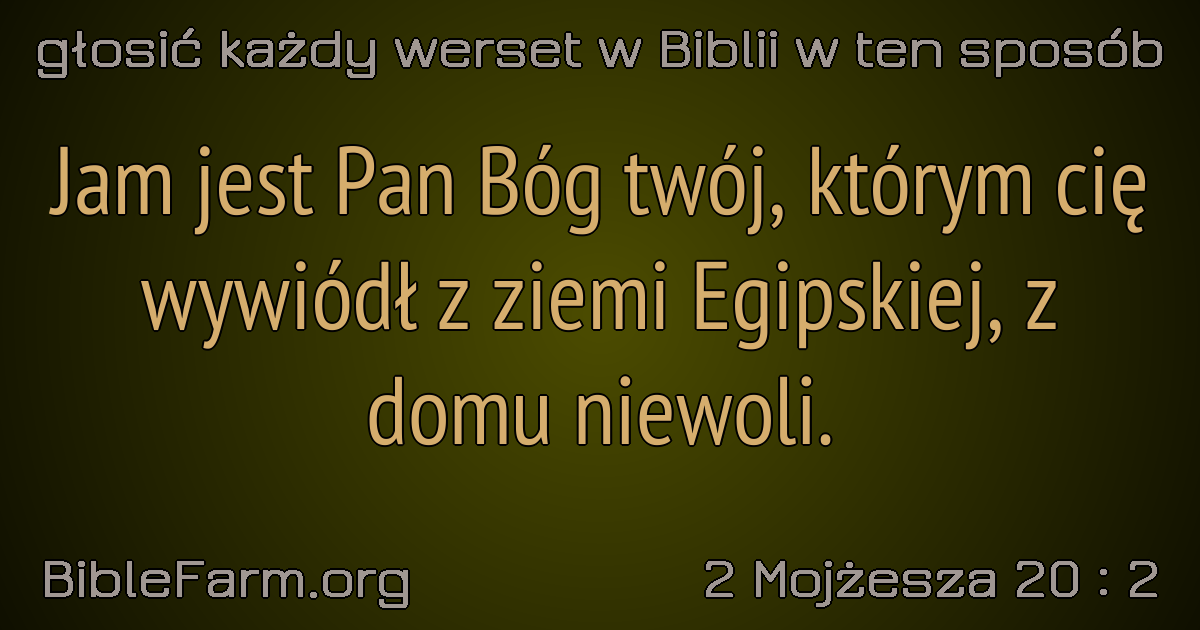 głosić każdy werset w Biblii w ten sposób
Jam jest Pan Bóg twój, którym cię
wywiódł z ziemi Egipskiej, z
domu niewoli.
BibleFarm.org
2 Mojżesza 20 : 2